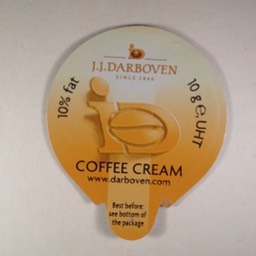 J.J.DARBOVEN
SINCE 1866
10% fat
10 g e, UHT
COFFEE CREAM
www.darboven.com
Best before:
see bottom of
the package